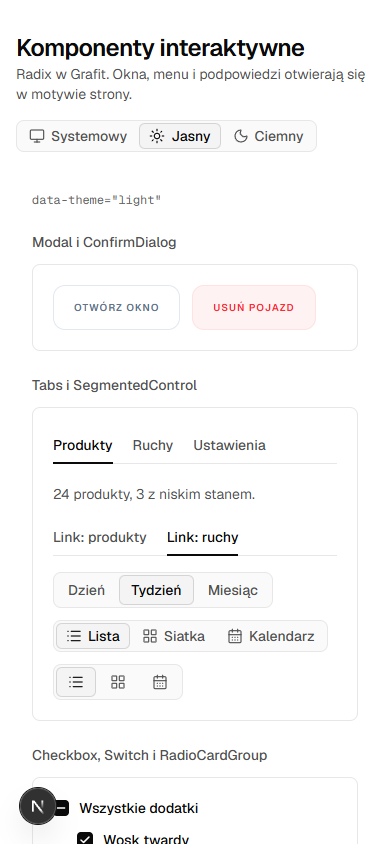 Komponenty interaktywne
Radix w Grafit. Okna, menu i podpowiedzi otwierają się
w motywie strony.
Systemowy Jasny Ciemny
data-theme="light"
Modal i ConfirmDialog
OTWÓRZ OKNO USUŃ POJAZD
Tabs i SegmentedControl
Produkty Ruchy Ustawienia
24 produkty, 3 z niskim stanem.
Link: produkty Link: ruchy
Dzień Tydzień Miesiąc
Lista Siatka Kalendarz
Checkbox, Switch i RadioCardGroup
N Wszystkie dodatki
Wosk twardy